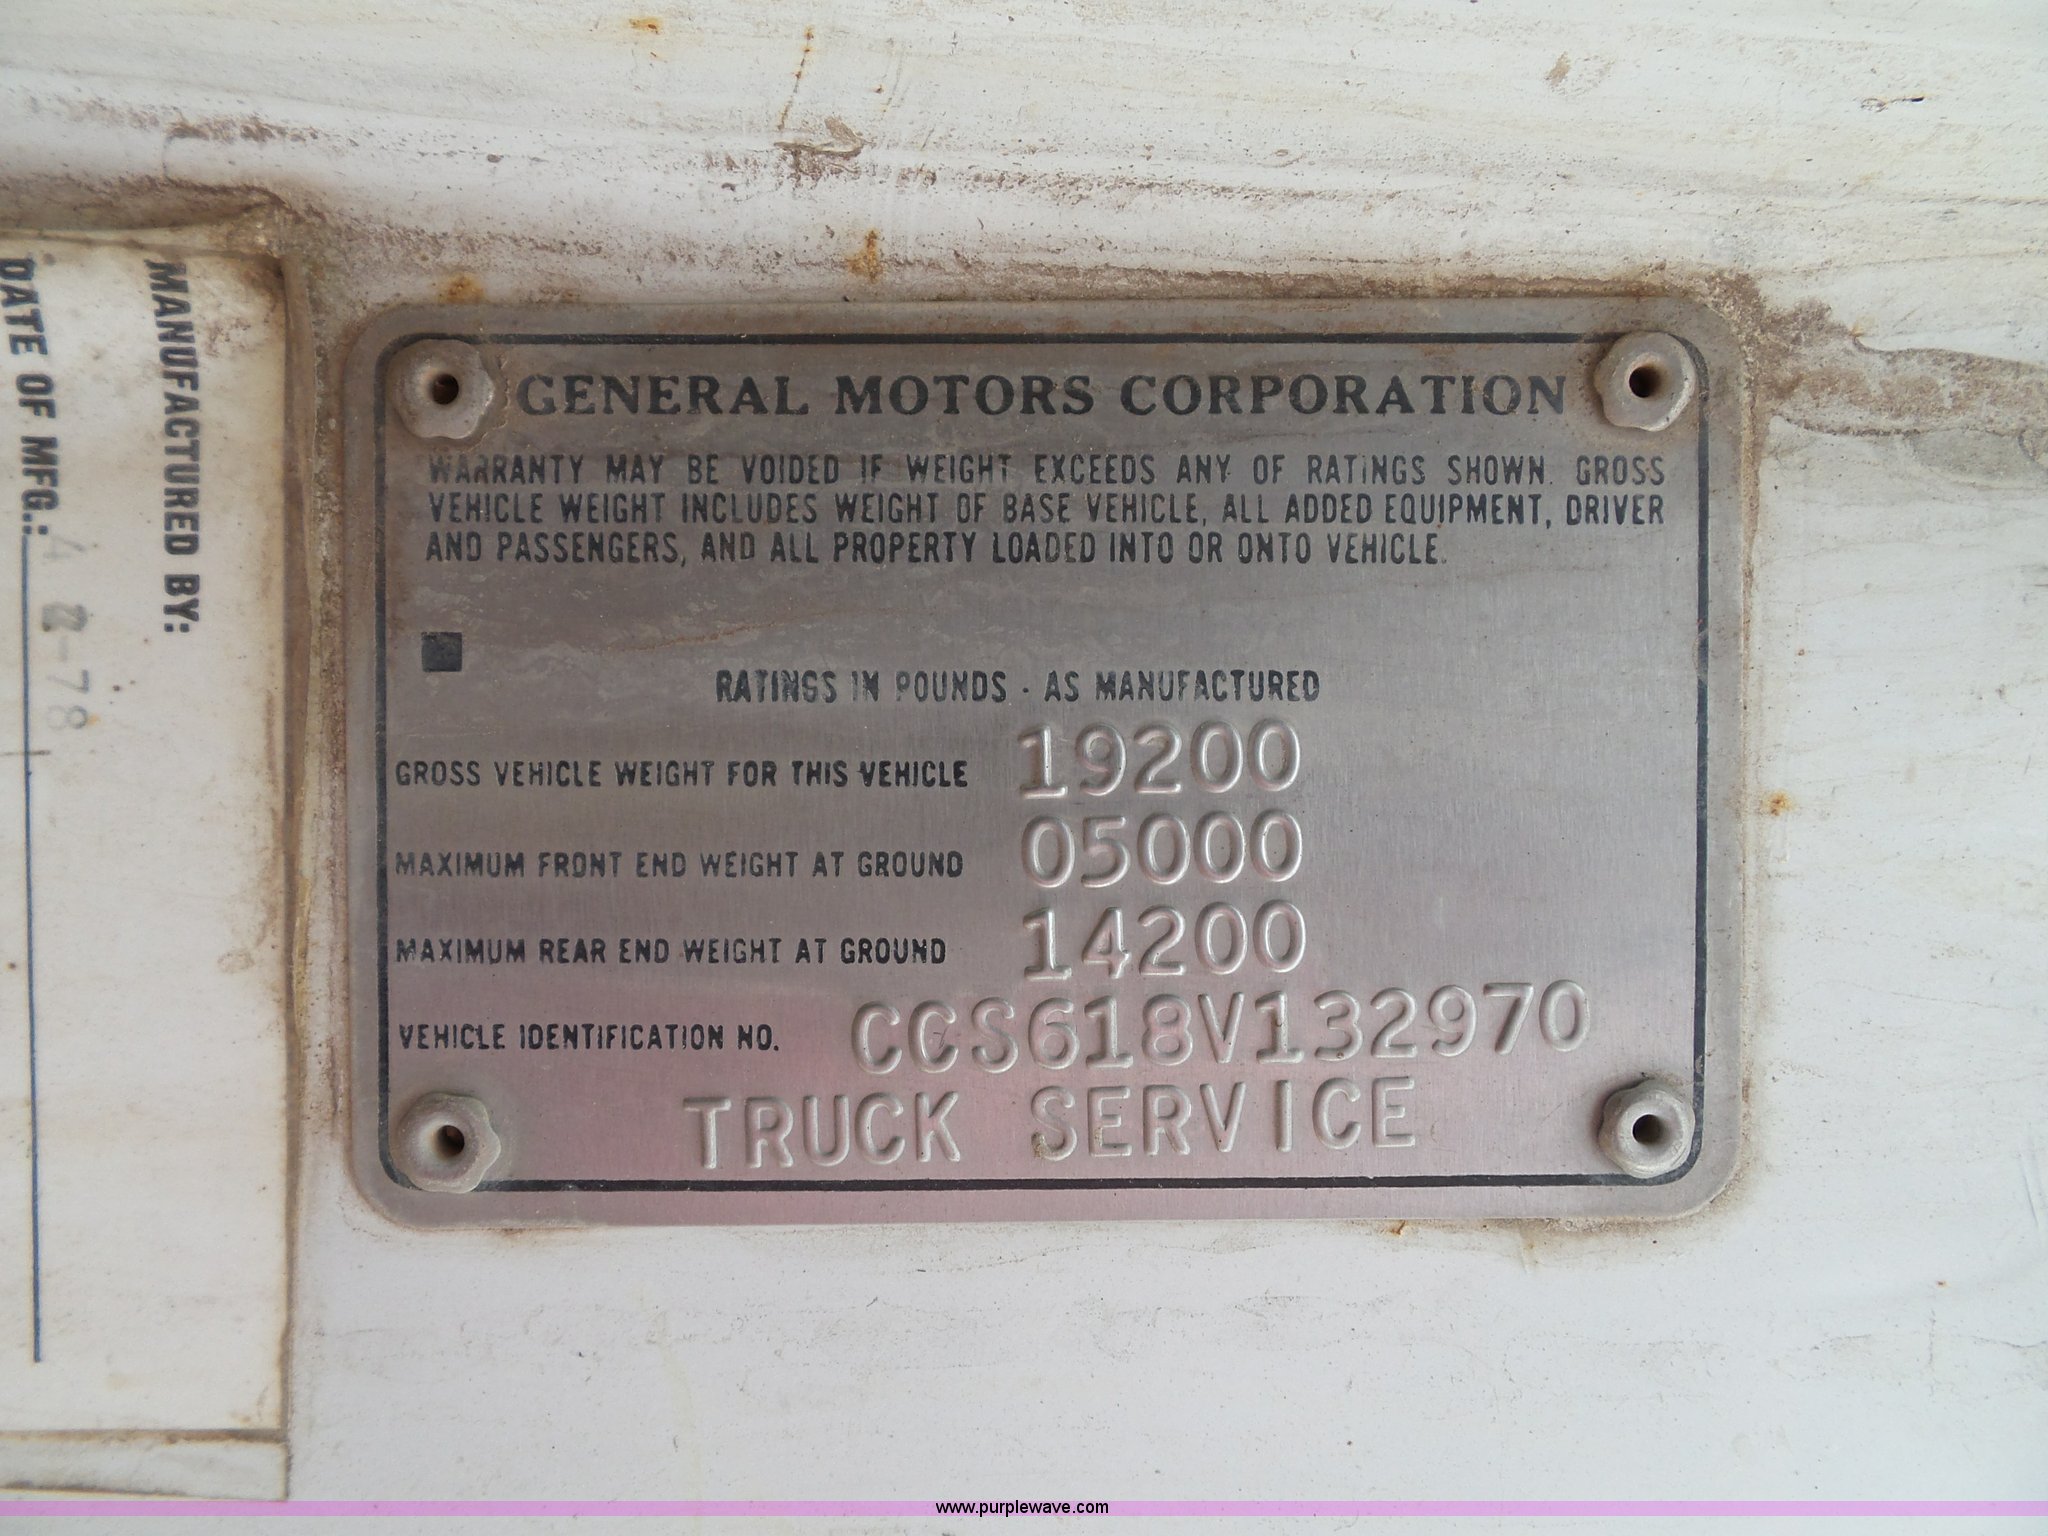 GENERAL MOTORS CORPORATION
WARRANTY MAY BE VOIDED IF WEIGHT EXCEEDS ANY OF RATINGS SHOWN. GROSS
VEHICLE WEIGHT INCLUDES WEIGHT OF BASE VEHICLE, ALL ADDED EQUIPMENT, DRIVER
AND PASSENGERS, AND ALL PROPERTY LOADED INTO OR ONTO VEHICLE.
RATINGS IN POUNDS - AS MANUFACTURED
GROSS VEHICLE WEIGHT FOR THIS VEHICLE 19200
MAXIMUM FRONT END WEIGHT AT GROUND 05000
MAXIMUM REAR END WEIGHT AT GROUND 14200
VEHICLE IDENTIFICATION NO. CCS618V132970
TRUCK SERVICE
MANUFACTURED BY:
DATE OF MFG.:
www.purplewave.com